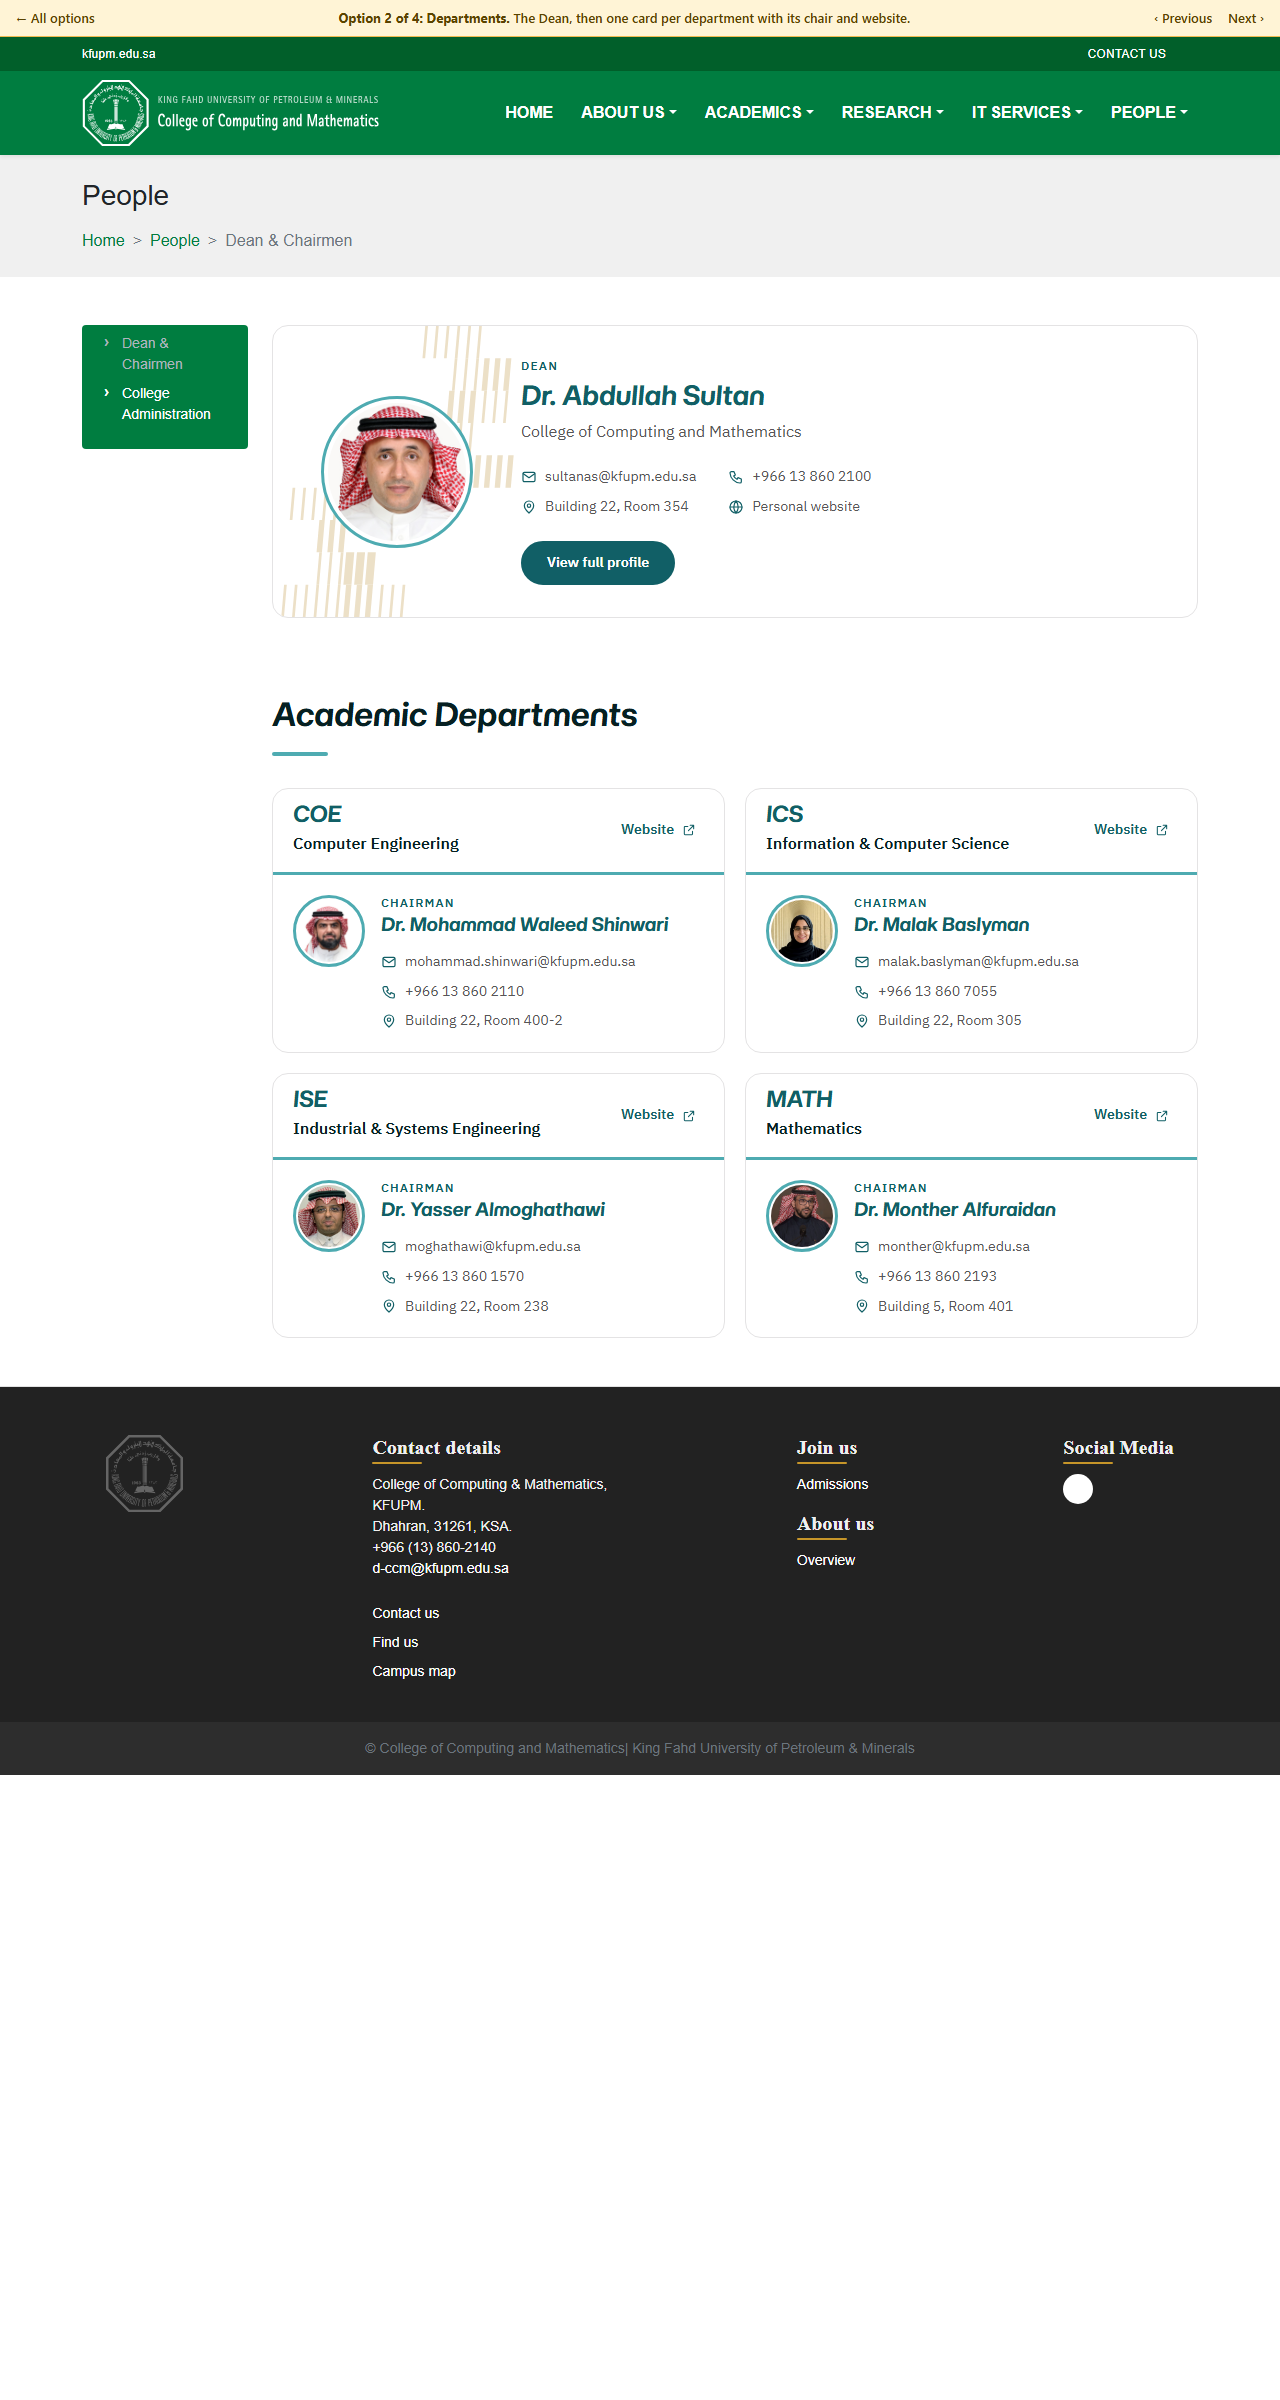 ← All options
Option 2 of 4: Departments. The Dean, then one card per department with its chair and website.
‹ Previous
Next ›
kfupm.edu.sa
CONTACT US
KING FAHD UNIVERSITY OF PETROLEUM & MINERALS
College of Computing and Mathematics
HOME
ABOUT US
ACADEMICS
RESEARCH
IT SERVICES
PEOPLE
People
Home > People > Dean & Chairmen
› Dean &
Chairmen
› College
Administration
DEAN
Dr. Abdullah Sultan
College of Computing and Mathematics
sultanas@kfupm.edu.sa
+966 13 860 2100
Building 22, Room 354
Personal website
View full profile
Academic Departments
COE
Computer Engineering
Website
CHAIRMAN
Dr. Mohammad Waleed Shinwari
mohammad.shinwari@kfupm.edu.sa
+966 13 860 2110
Building 22, Room 400-2
ICS
Information & Computer Science
Website
CHAIRMAN
Dr. Malak Baslyman
malak.baslyman@kfupm.edu.sa
+966 13 860 7055
Building 22, Room 305
ISE
Industrial & Systems Engineering
Website
CHAIRMAN
Dr. Yasser Almoghathawi
moghathawi@kfupm.edu.sa
+966 13 860 1570
Building 22, Room 238
MATH
Mathematics
Website
CHAIRMAN
Dr. Monther Alfuraidan
monther@kfupm.edu.sa
+966 13 860 2193
Building 5, Room 401
Contact details
College of Computing & Mathematics,
KFUPM.
Dhahran, 31261, KSA.
+966 (13) 860-2140
d-ccm@kfupm.edu.sa
Contact us
Find us
Campus map
Join us
Admissions
About us
Overview
Social Media
© College of Computing and Mathematics| King Fahd University of Petroleum & Minerals